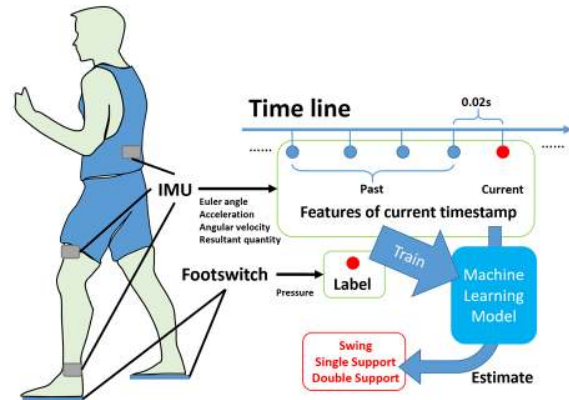 Time line
0.02s
......
......
Past
Current
Features of current timestamp
IMU
Euler angle
Acceleration
Angular velocity
Resultant quantity
Footswitch
Pressure
Label
Train
Machine
Learning
Model
Swing
Single Support
Double Support
Estimate